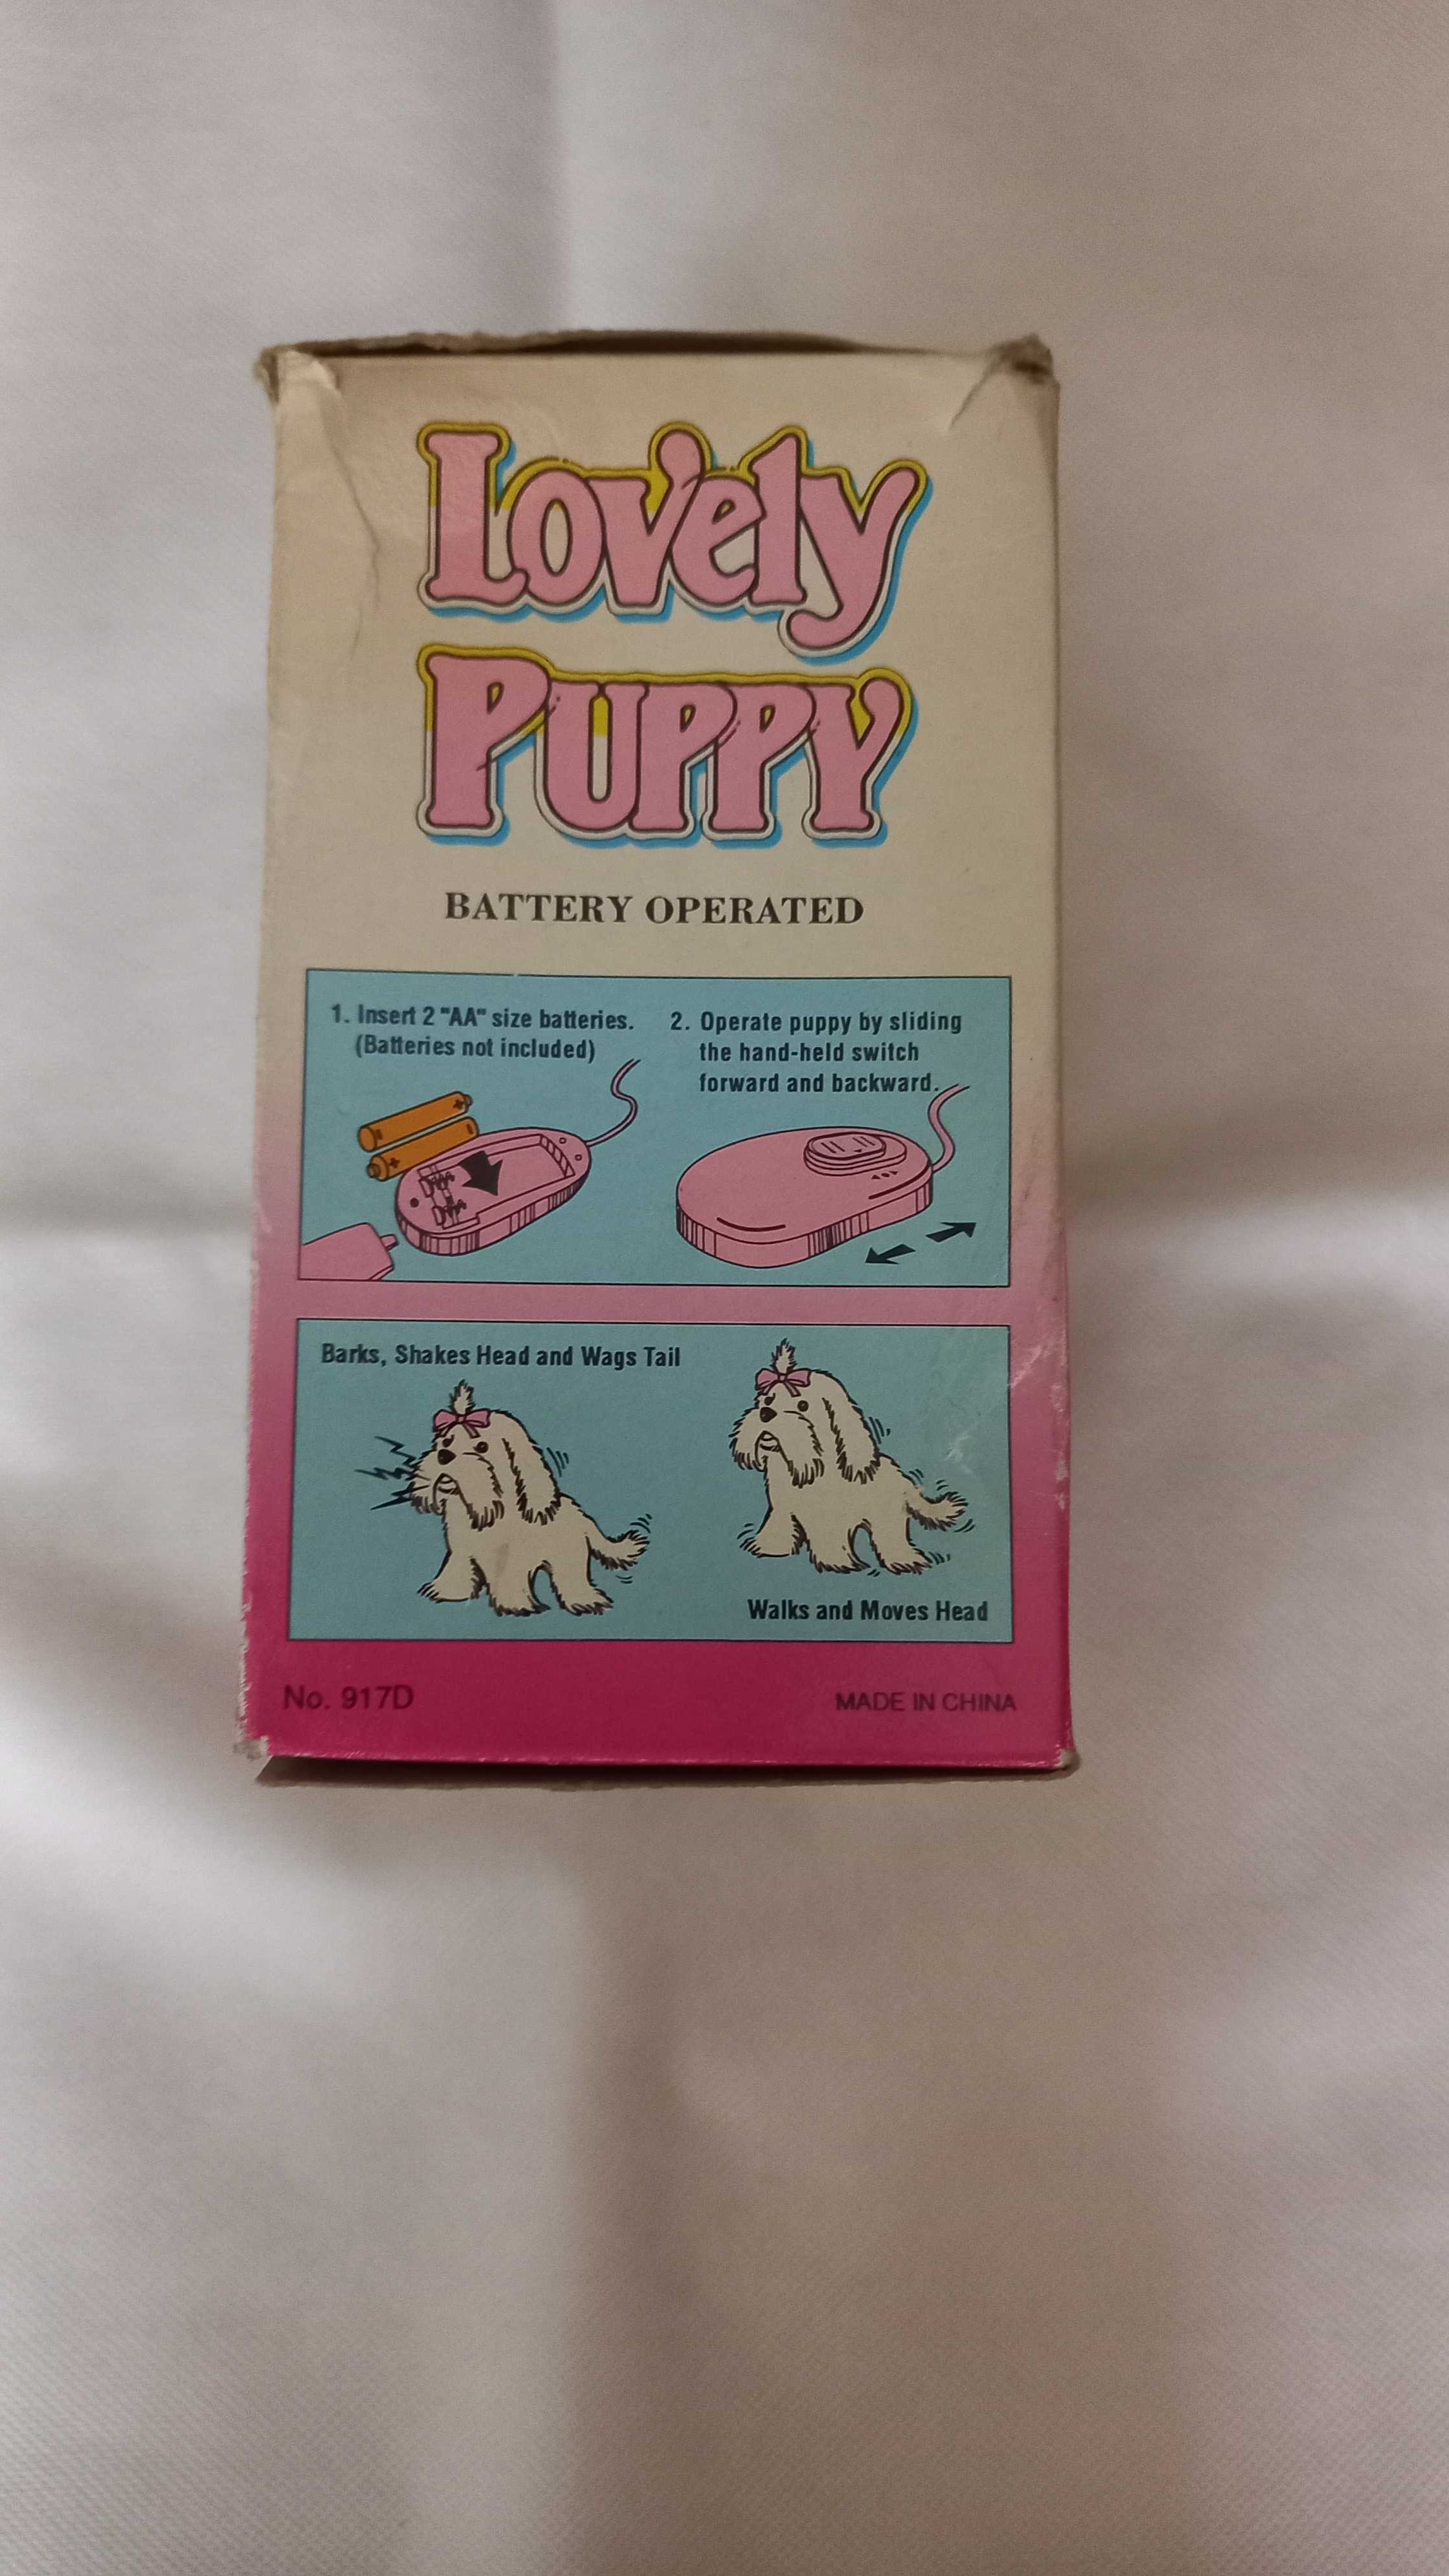 Lovely
PUPPY
BATTERY OPERATED
1. Insert 2 "AA" size batteries.
(Batteries not included)
2. Operate puppy by sliding
the hand-held switch
forward and backward.
Barks, Shakes Head and Wags Tail
Walks and Moves Head
No. 917D
MADE IN CHINA